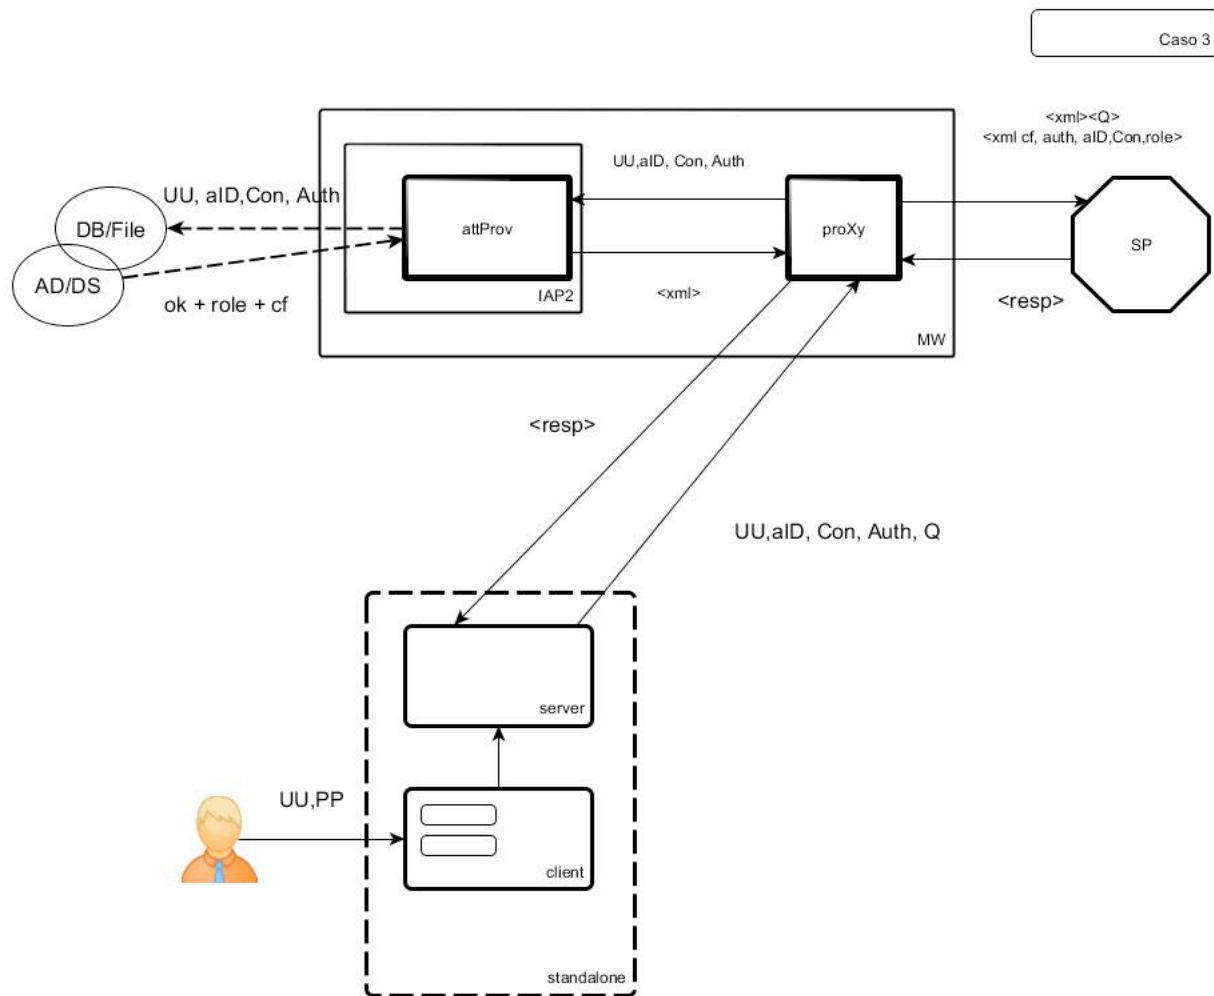 Caso 3
<xml><Q>
<xml cf, auth, aID,Con,role>
UU,aID, Con, Auth
UU, aID,Con, Auth
DB/File
attProv
proXy
SP
AD/DS
ok + role + cf
IAP2
<xml>
<resp>
MW
<resp>
UU,aID, Con, Auth, Q
server
UU,PP
client
standalone